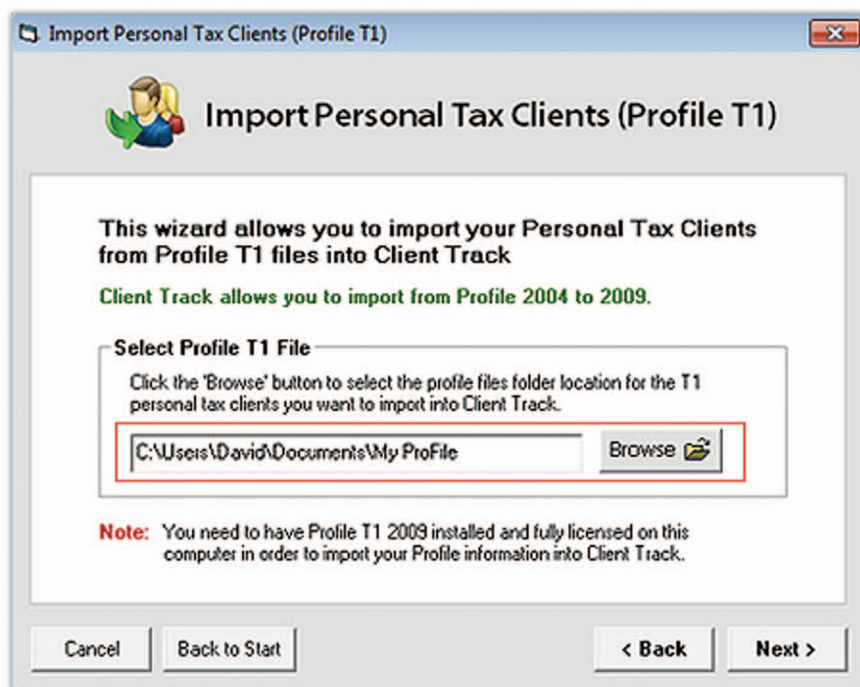 Import Personal Tax Clients (Profile T1)
Import Personal Tax Clients (Profile T1)
This wizard allows you to import your Personal Tax Clients
from Profile T1 files into Client Track
Client Track allows you to import from Profile 2004 to 2009.
Select Profile T1 File
Click the 'Browse' button to select the profile files folder location for the T1
personal tax clients you want to import into Client Track.
C:\Users\David\Documents\My ProFile
Browse
Note: You need to have Profile T1 2009 installed and fully licensed on this
computer in order to import your Profile information into Client Track.
Cancel
Back to Start
< Back
Next >